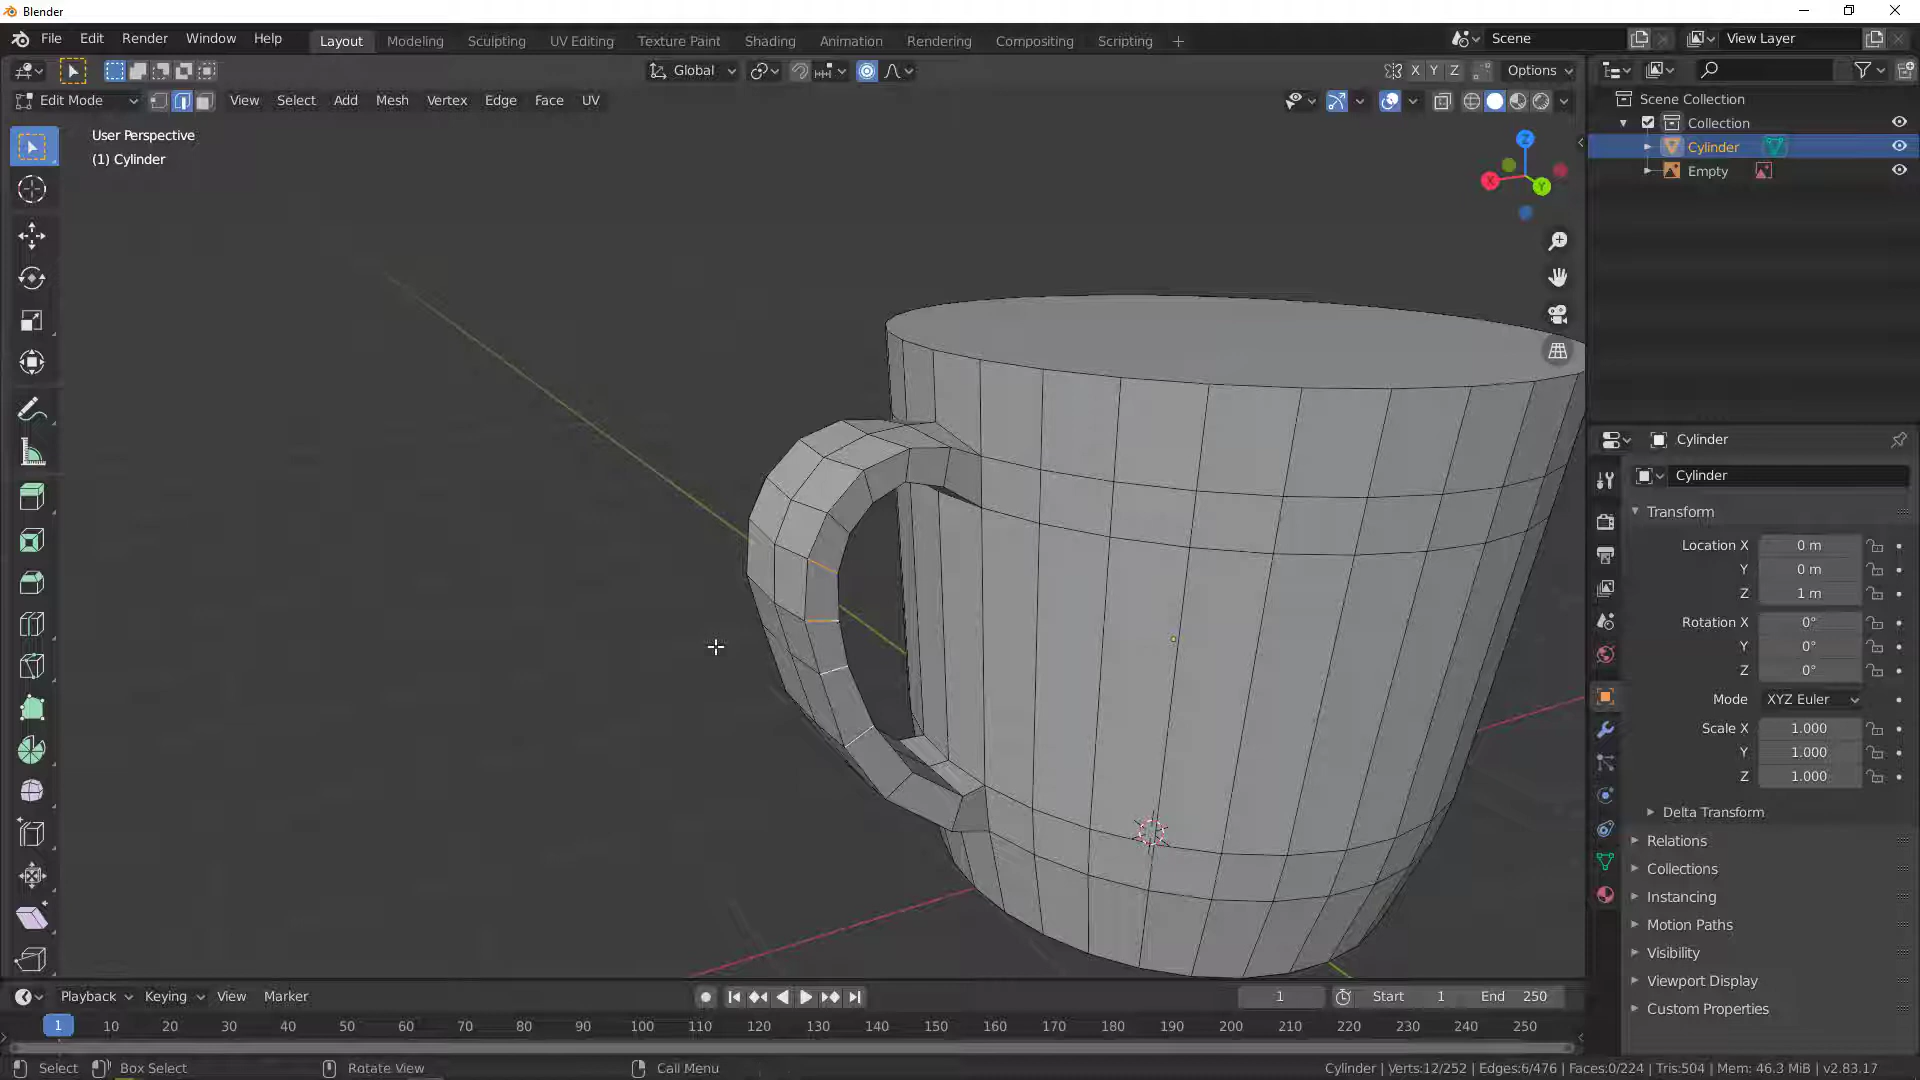 Blender
File Edit Render Window Help
Layout Modeling Sculpting UV Editing Texture Paint Shading Animation Rendering Compositing Scripting +
Scene
View Layer
Global
X Y Z Options
Edit Mode View Select Add Mesh Vertex Edge Face UV
User Perspective
(1) Cylinder
Z
X
Y
Scene Collection
Collection
Cylinder
Empty
Cylinder
Cylinder
Transform
Location X 0 m
Y 0 m
Z 1 m
Rotation X 0°
Y 0°
Z 0°
Mode XYZ Euler
Scale X 1.000
Y 1.000
Z 1.000
Delta Transform
Relations
Collections
Instancing
Motion Paths
Visibility
Viewport Display
Custom Properties
Playback Keying View Marker
1 Start 1 End 250
1 10 20 30 40 50 60 70 80 90 100 110 120 130 140 150 160 170 180 190 200 210 220 230 240 250
Select Box Select Rotate View Call Menu
Cylinder | Verts:12/252 | Edges:6/476 | Faces:0/224 | Tris:504 | Mem: 46.3 MiB | v2.83.17